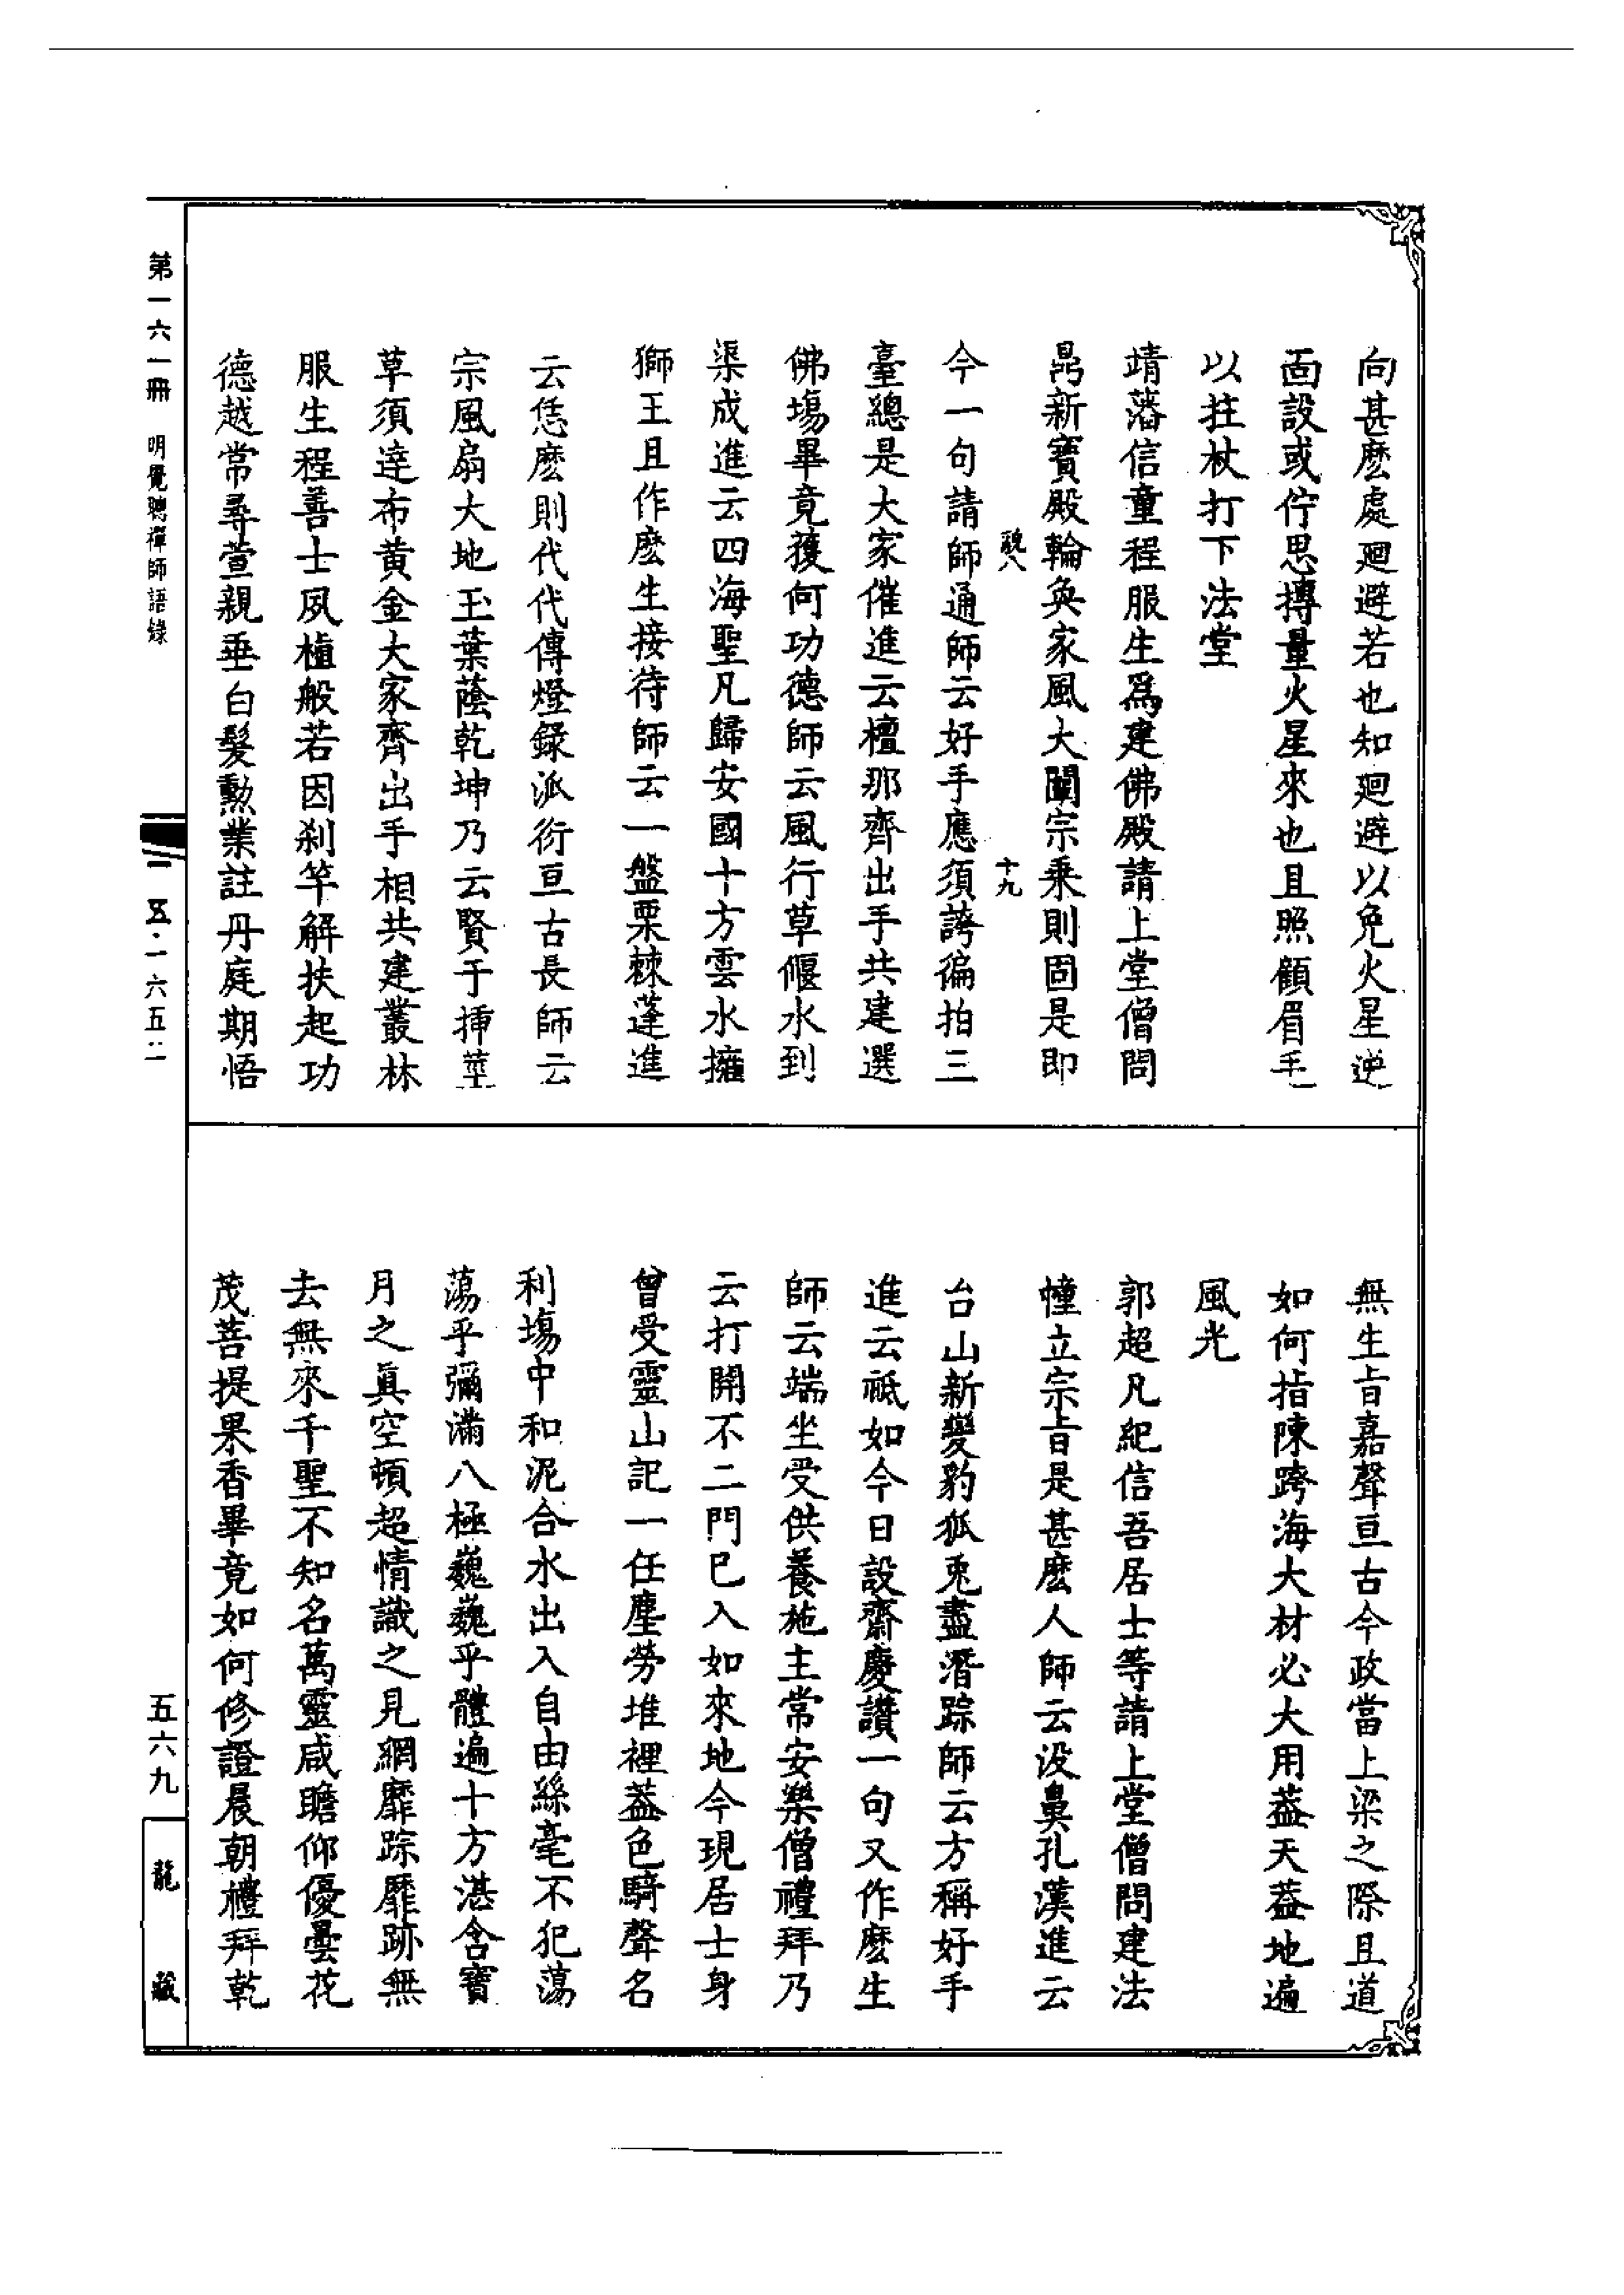 向甚麽處廻避若也知廻避以免火星逆
面設或佇思摶量火星來也且照顧眉毛
以拄杖打下法堂
靖藩信童程服生爲建佛殿請上堂僧問
昺新寶殿輪奐家風大闡宗乘則固是即
今一句請師通師云好手應須誇徧拍三
臺總是大家催進云檀那齊出手共建選
佛塲畢竟獲何功德師云風行草偃水到
渠成進云四海聖凡歸安國十方雲水擁
獅王且作麽生接待師云一盤栗棘蓬進
云恁麽則代代傳燈錄派衍亘古長師云
宗風扇大地玉葉蔭乾坤乃云賢于揷莖
草須達布黄金大家齊出手相共建叢林
服生程善士夙植般若因刹竿解扶起功
德越常尋萱親垂白髮勲業註丹庭期悟
十九
無生旨嘉聲亘古今政當上梁之際且道
如何指陳跨海大材必大用葢天葢地遍
風光
郭超凡紀信吾居士等請上堂僧問建法
幢立宗旨是甚麽人師云没鼻孔漢進云
台山新變豹狐兎盡潛踪師云方稱好手
進云祗如今日設齋慶讚一句又作麽生
師云端坐受供養施主常安樂僧禮拜乃
云打開不二門已入如來地今現居士身
曾受靈山記一任塵勞堆裡葢色騎聲名
利塲中和泥合水出入自由絲毫不犯蕩
蕩乎彌滿八極巍巍乎體遍十方湛含寶
月之眞空頓超情識之見網靡踪靡跡無
去無來千聖不知名萬靈咸瞻仰優曇花
茂菩提果香畢竟如何修證晨朝禮拜乾
第一六一冊　明覺聰禪師語錄
一六五二
五六九
龍藏